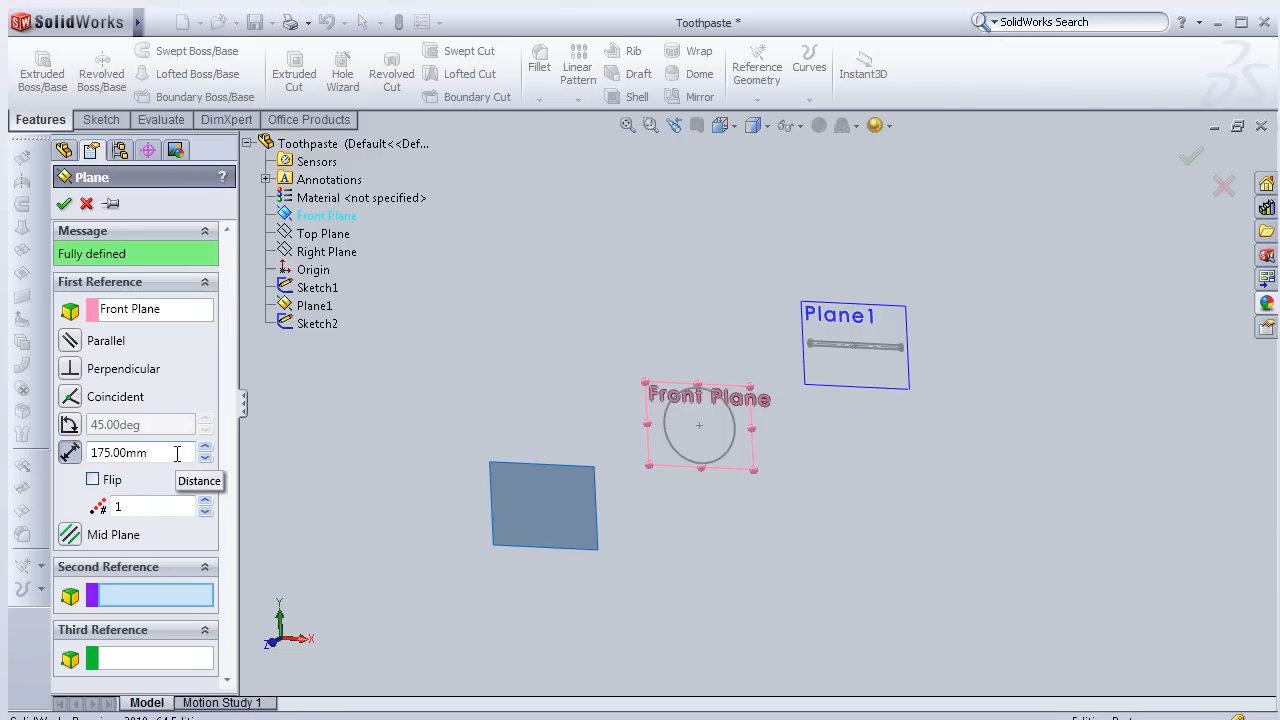 SolidWorks
Toothpaste *
SolidWorks Search
Extruded Boss/Base
Revolved Boss/Base
Swept Boss/Base
Lofted Boss/Base
Boundary Boss/Base
Extruded Cut
Hole Wizard
Revolved Cut
Swept Cut
Lofted Cut
Boundary Cut
Fillet
Linear Pattern
Rib
Draft
Shell
Wrap
Dome
Mirror
Reference Geometry
Curves
Instant3D
Features Sketch Evaluate DimXpert Office Products
Plane ?
Message
Fully defined
First Reference
Front Plane
Parallel
Perpendicular
Coincident
45.00deg
175.00mm
Distance
Flip
1
Mid Plane
Second Reference
Third Reference
Toothpaste (Default<<Def...
Sensors
Annotations
Material <not specified>
Front Plane
Top Plane
Right Plane
Origin
Sketch1
Plane1
Sketch2
Plane1
Front Plane
Y
X
Z
Model Motion Study 1